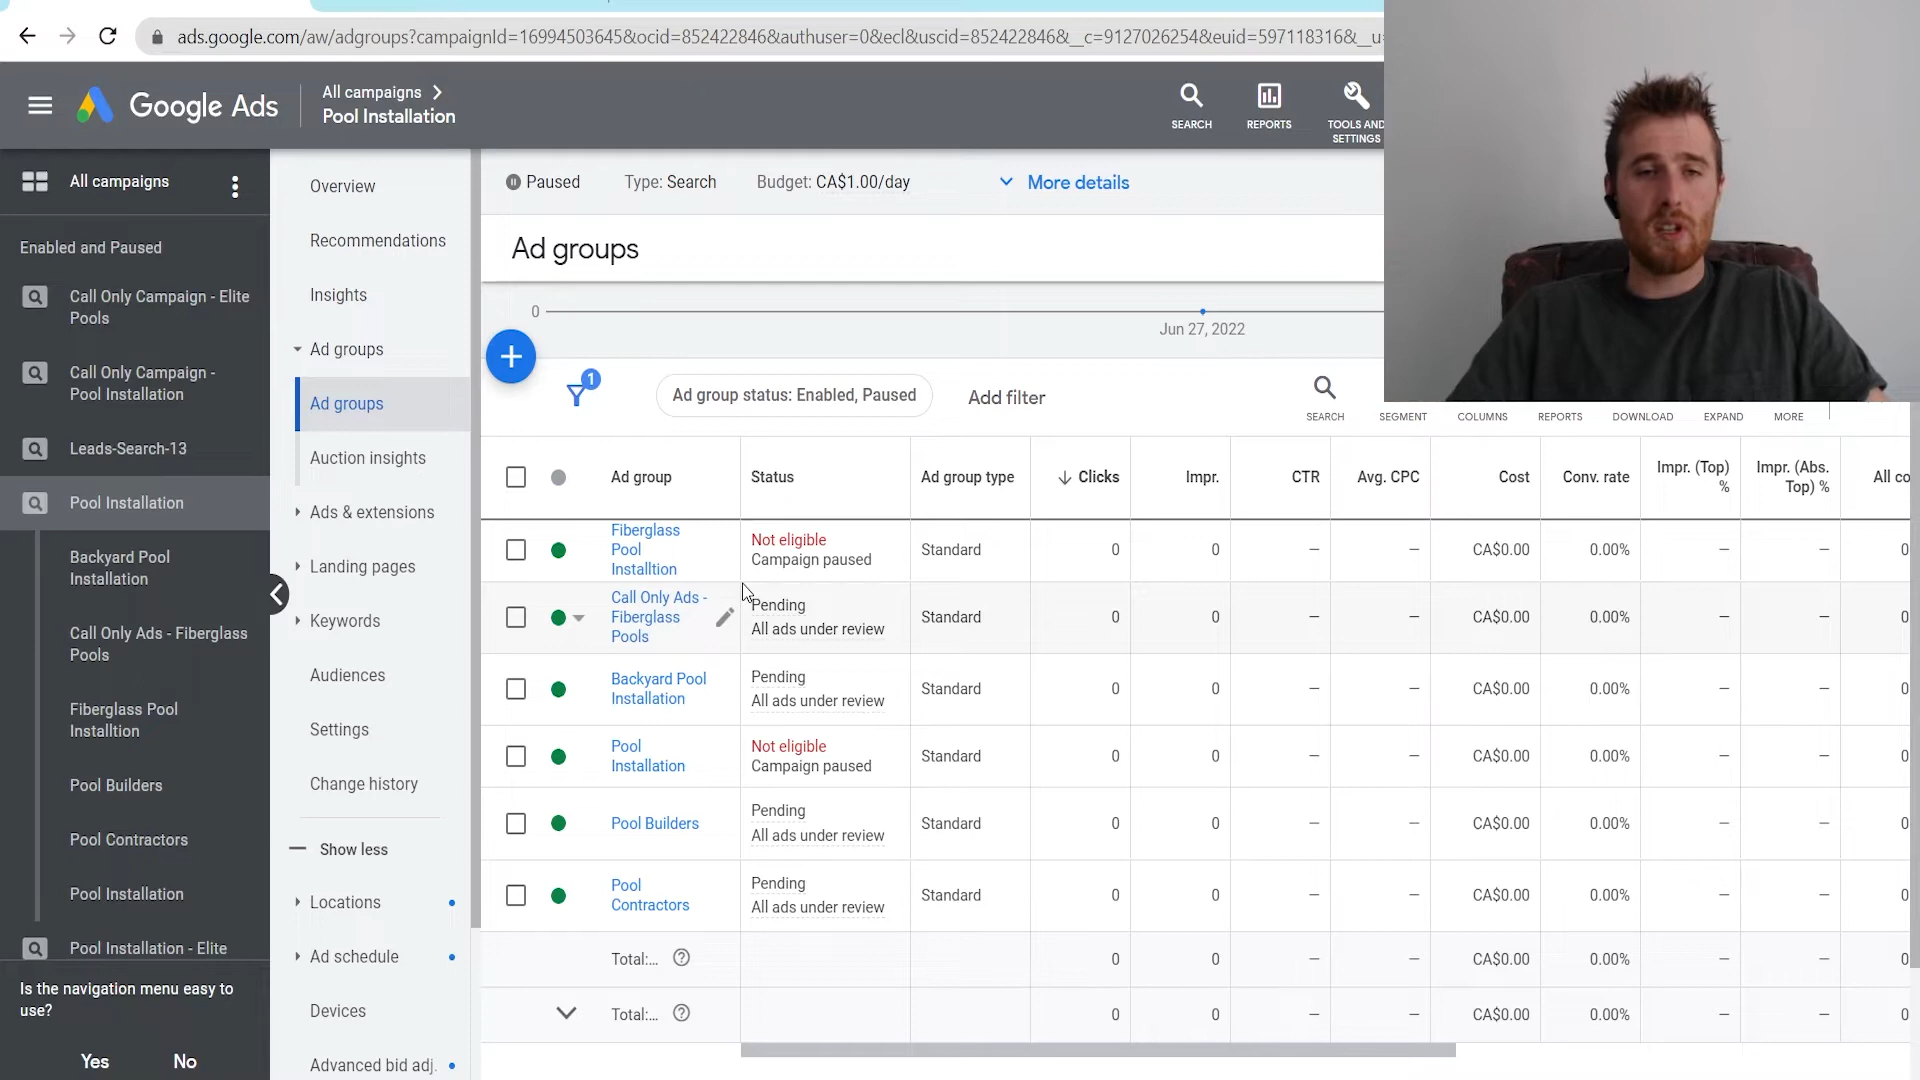 ads.google.com/aw/adgroups?campaignId=16994503645&ocid=852422846&authuser=0&ecl&uscid=852422846&__c=9127026254&euid=597118316&__u=
Google Ads
All campaigns
Pool Installation
SEARCH
REPORTS
TOOLS AND
SETTINGS
All campaigns
Enabled and Paused
Call Only Campaign - Elite
Pools
Call Only Campaign -
Pool Installation
Leads-Search-13
Pool Installation
Backyard Pool
Installation
Call Only Ads - Fiberglass
Pools
Fiberglass Pool
Installtion
Pool Builders
Pool Contractors
Pool Installation
Pool Installation - Elite
Is the navigation menu easy to
use?
Yes
No
Overview
Recommendations
Insights
Ad groups
Ad groups
Auction insights
Ads & extensions
Landing pages
Keywords
Audiences
Settings
Change history
Show less
Locations
Ad schedule
Devices
Advanced bid adj.
Paused
Type: Search
Budget: CA$1.00/day
More details
Ad groups
0
Jun 27, 2022
1
Ad group status: Enabled, Paused
Add filter
SEARCH
SEGMENT
COLUMNS
REPORTS
DOWNLOAD
EXPAND
MORE
Ad group Status Ad group type Clicks Impr. CTR Avg. CPC Cost Conv. rate Impr. (Top) % Impr. (Abs. Top) % All co
Fiberglass
Pool
Installtion
Not eligible
Campaign paused
Standard 0 0 – – CA$0.00 0.00% – – 0
Call Only Ads -
Fiberglass
Pools
Pending
All ads under review
Standard 0 0 – – CA$0.00 0.00% – – 0
Backyard Pool
Installation
Pending
All ads under review
Standard 0 0 – – CA$0.00 0.00% – – 0
Pool
Installation
Not eligible
Campaign paused
Standard 0 0 – – CA$0.00 0.00% – – 0
Pool Builders
Pending
All ads under review
Standard 0 0 – – CA$0.00 0.00% – – 0
Pool
Contractors
Pending
All ads under review
Standard 0 0 – – CA$0.00 0.00% – – 0
Total:... 0 0 – – CA$0.00 0.00% – – 0
Total:... 0 0 – – CA$0.00 0.00% – – 0